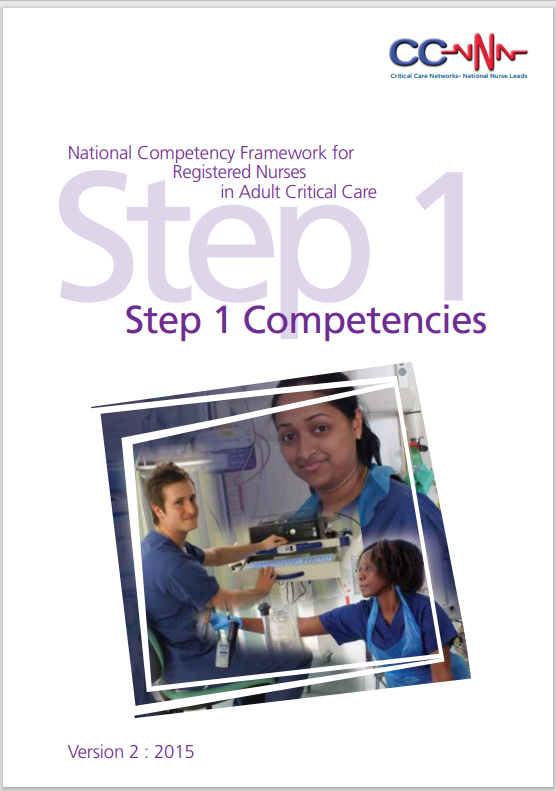 CC NNn
Critical Care Networks- National Nurse Leads
National Competency Framework for
Registered Nurses
in Adult Critical Care
Step 1
Step 1 Competencies
Version 2 : 2015